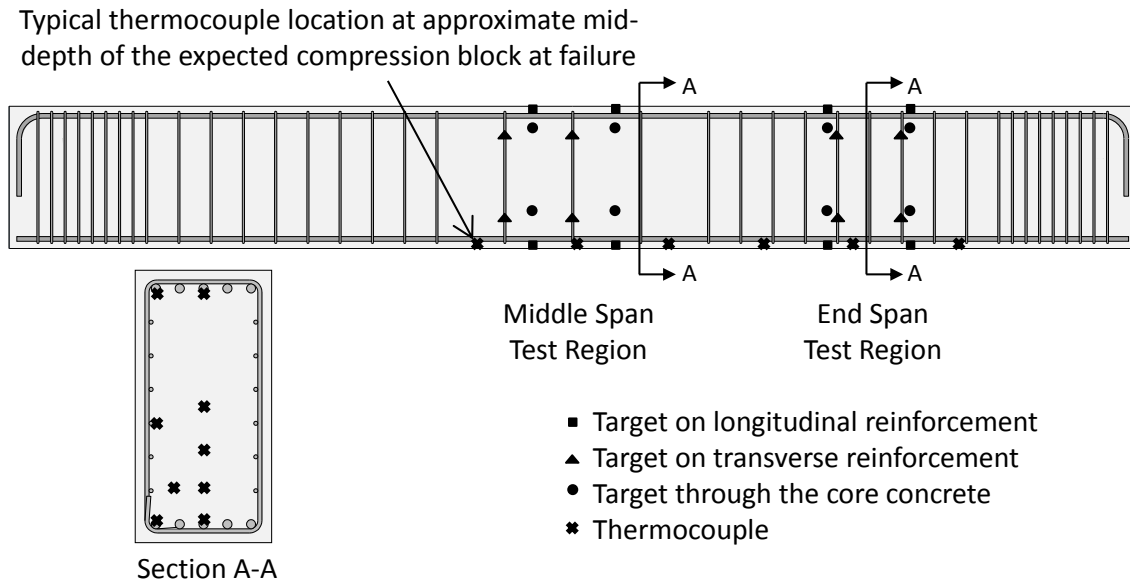 Typical thermocouple location at approximate mid-
depth of the expected compression block at failure
A
A
A
A
Middle Span
Test Region
End Span
Test Region
Section A-A
Target on longitudinal reinforcement
Target on transverse reinforcement
Target through the core concrete
Thermocouple